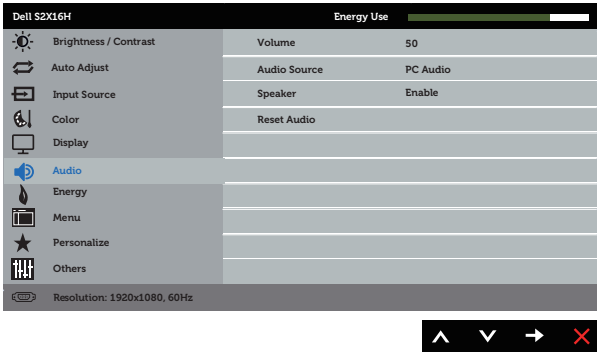 Dell S2X16H Energy Use
Brightness / Contrast Volume 50
Auto Adjust Audio Source PC Audio
Input Source Speaker Enable
Color Reset Audio
Display
Audio
Energy
Menu
Personalize
Others
Resolution: 1920x1080, 60Hz